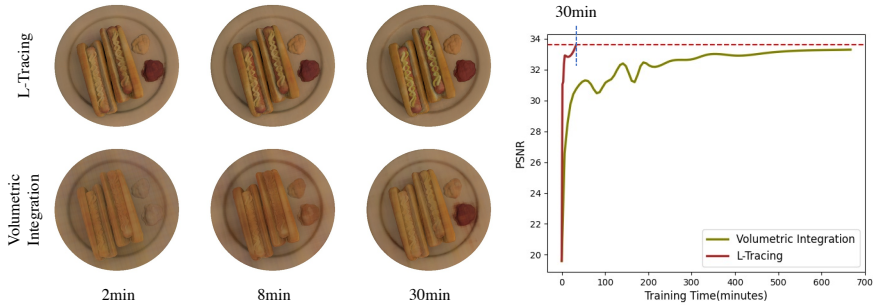 L-Tracing
Volumetric
Integration
2min
8min
30min
30min
PSNR
34
32
30
28
26
24
22
20
0
100
200
300
400
500
600
700
Training Time(minutes)
Volumetric Integration
L-Tracing